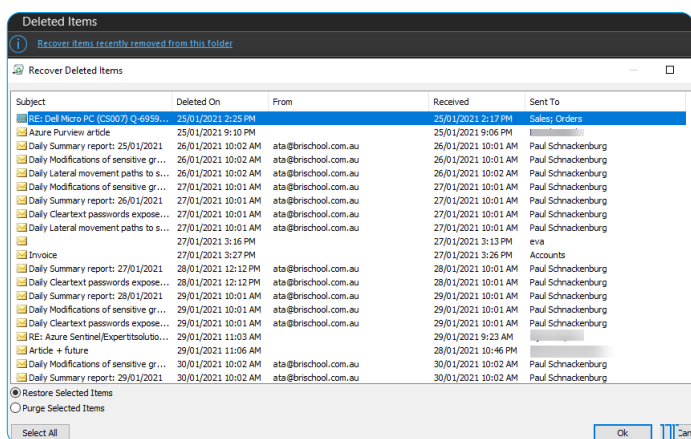 Deleted Items
Recover items recently removed from this folder
Recover Deleted Items
Subject Deleted On From Received Sent To
RE: Dell Micro PC (CS007) Q-6959... 25/01/2021 2:25 PM 25/01/2021 2:17 PM Sales; Orders
Azure Purview article 25/01/2021 9:10 PM 25/01/2021 9:06 PM
Daily Summary report: 25/01/2021 26/01/2021 10:02 AM ata@brischool.com.au 26/01/2021 10:01 AM Paul Schnackenburg
Daily Modifications of sensitive gr... 26/01/2021 10:02 AM ata@brischool.com.au 26/01/2021 10:01 AM Paul Schnackenburg
Daily Lateral movement paths to s... 26/01/2021 10:02 AM ata@brischool.com.au 26/01/2021 10:02 AM Paul Schnackenburg
Daily Modifications of sensitive gr... 27/01/2021 10:01 AM ata@brischool.com.au 27/01/2021 10:01 AM Paul Schnackenburg
Daily Summary report: 26/01/2021 27/01/2021 10:01 AM ata@brischool.com.au 27/01/2021 10:01 AM Paul Schnackenburg
Daily Cleartext passwords expose... 27/01/2021 10:01 AM ata@brischool.com.au 27/01/2021 10:01 AM Paul Schnackenburg
Daily Lateral movement paths to s... 27/01/2021 10:01 AM ata@brischool.com.au 27/01/2021 10:01 AM Paul Schnackenburg
27/01/2021 3:16 PM 27/01/2021 3:13 PM eva
Invoice 27/01/2021 3:27 PM 27/01/2021 3:26 PM Accounts
Daily Summary report: 27/01/2021 28/01/2021 12:12 PM ata@brischool.com.au 28/01/2021 10:01 AM Paul Schnackenburg
Daily Cleartext passwords expose... 28/01/2021 12:12 PM ata@brischool.com.au 28/01/2021 10:01 AM Paul Schnackenburg
Daily Summary report: 28/01/2021 29/01/2021 10:01 AM ata@brischool.com.au 29/01/2021 10:01 AM Paul Schnackenburg
Daily Modifications of sensitive gr... 29/01/2021 10:01 AM ata@brischool.com.au 29/01/2021 10:01 AM Paul Schnackenburg
Daily Cleartext passwords expose... 29/01/2021 10:01 AM ata@brischool.com.au 29/01/2021 10:01 AM Paul Schnackenburg
RE: Azure Sentinel/Expertitsolutio... 29/01/2021 11:03 AM 29/01/2021 9:23 AM
Article + future 29/01/2021 11:06 AM 28/01/2021 10:46 PM
Daily Modifications of sensitive gr... 30/01/2021 10:02 AM ata@brischool.com.au 30/01/2021 10:02 AM Paul Schnackenburg
Daily Summary report: 29/01/2021 30/01/2021 10:02 AM ata@brischool.com.au 30/01/2021 10:02 AM Paul Schnackenburg
Restore Selected Items
Purge Selected Items
Select All Ok Can